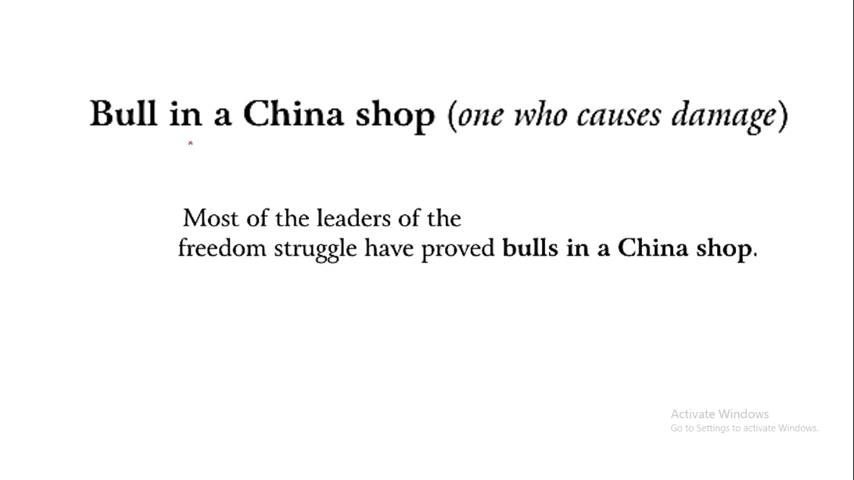 Bull in a China shop (one who causes damage)
Most of the leaders of the
freedom struggle have proved bulls in a China shop.
Activate Windows
Go to Settings to activate Windows.